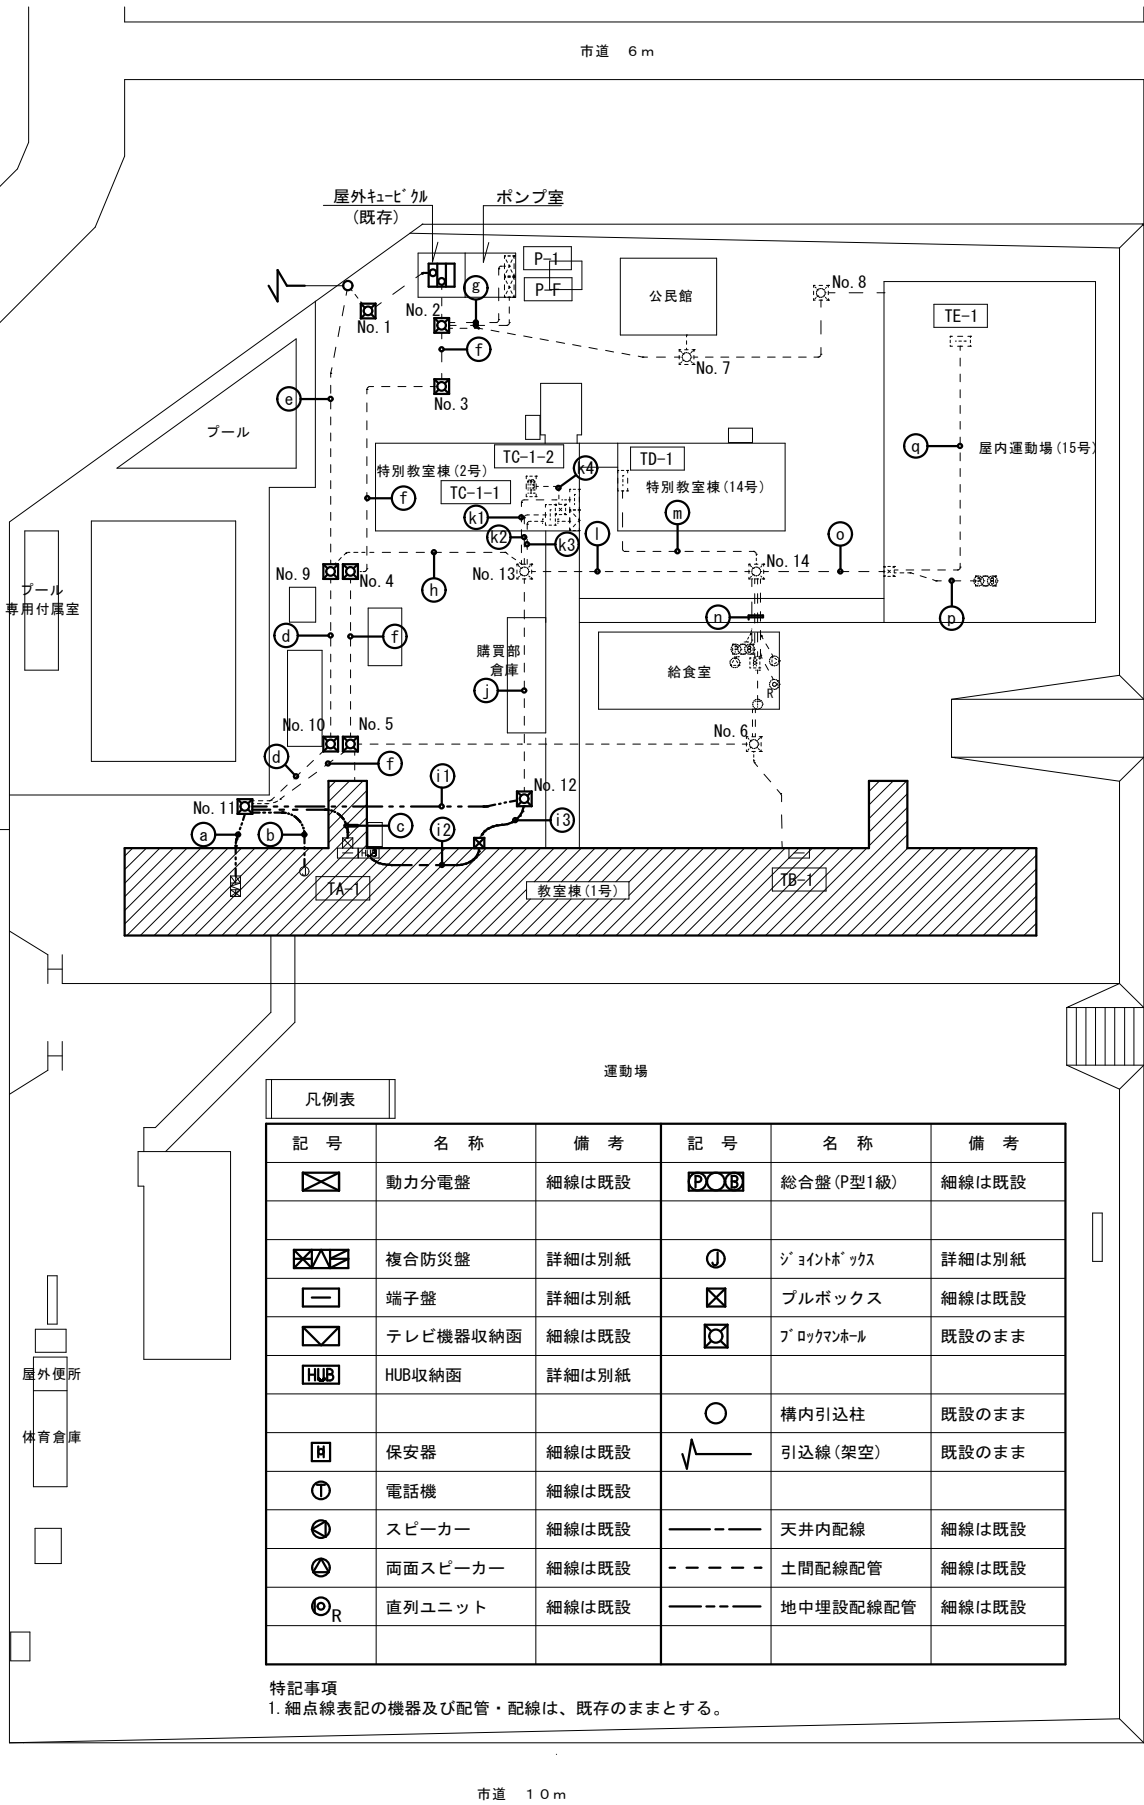 市道　6m
屋外ｷｭｰﾋﾞｸﾙ
(既存)
ポンプ室
P-1
P-F
g
公民館
No. 8
TE-1
No. 1
No. 2
f
No. 7
No. 3
e
プール
TC-1-2
k4
TD-1
q
屋内運動場(15号)
特別教室棟(2号)
TC-1-1
特別教室棟(14号)
f
k1
k2
k3
l
m
o
No. 9
No. 4
h
No. 13
No. 14
p
プール
専用付属室
n
d
f
購買部
倉庫
給食室
R
j
No. 10
No. 5
No. 6
d
f
i1
No. 12
No. 11
a
b
c
i2
i3
HUB
TA-1
教室棟(1号)
TB-1
運動場
凡例表
記　号　名　称　備　考　記　号　名　称　備　考
動力分電盤　細線は既設　P B　総合盤(P型1級)　細線は既設
複合防災盤　詳細は別紙　J　ｼﾞｮｲﾝﾄﾎﾞｯｸｽ　詳細は別紙
端子盤　詳細は別紙　プルボックス　細線は既設
テレビ機器収納函　細線は既設　ﾌﾞﾛｯｸﾏﾝﾎｰﾙ　既設のまま
HUB　HUB収納函　詳細は別紙
構内引込柱　既設のまま
保安器　細線は既設　引込線(架空)　既設のまま
T　電話機　細線は既設
スピーカー　細線は既設　天井内配線　細線は既設
両面スピーカー　細線は既設　土間配線配管　細線は既設
R　直列ユニット　細線は既設　地中埋設配線配管　細線は既設
屋外便所
体育倉庫
特記事項
1. 細点線表記の機器及び配管・配線は、既存のままとする。
市道　１０ｍ